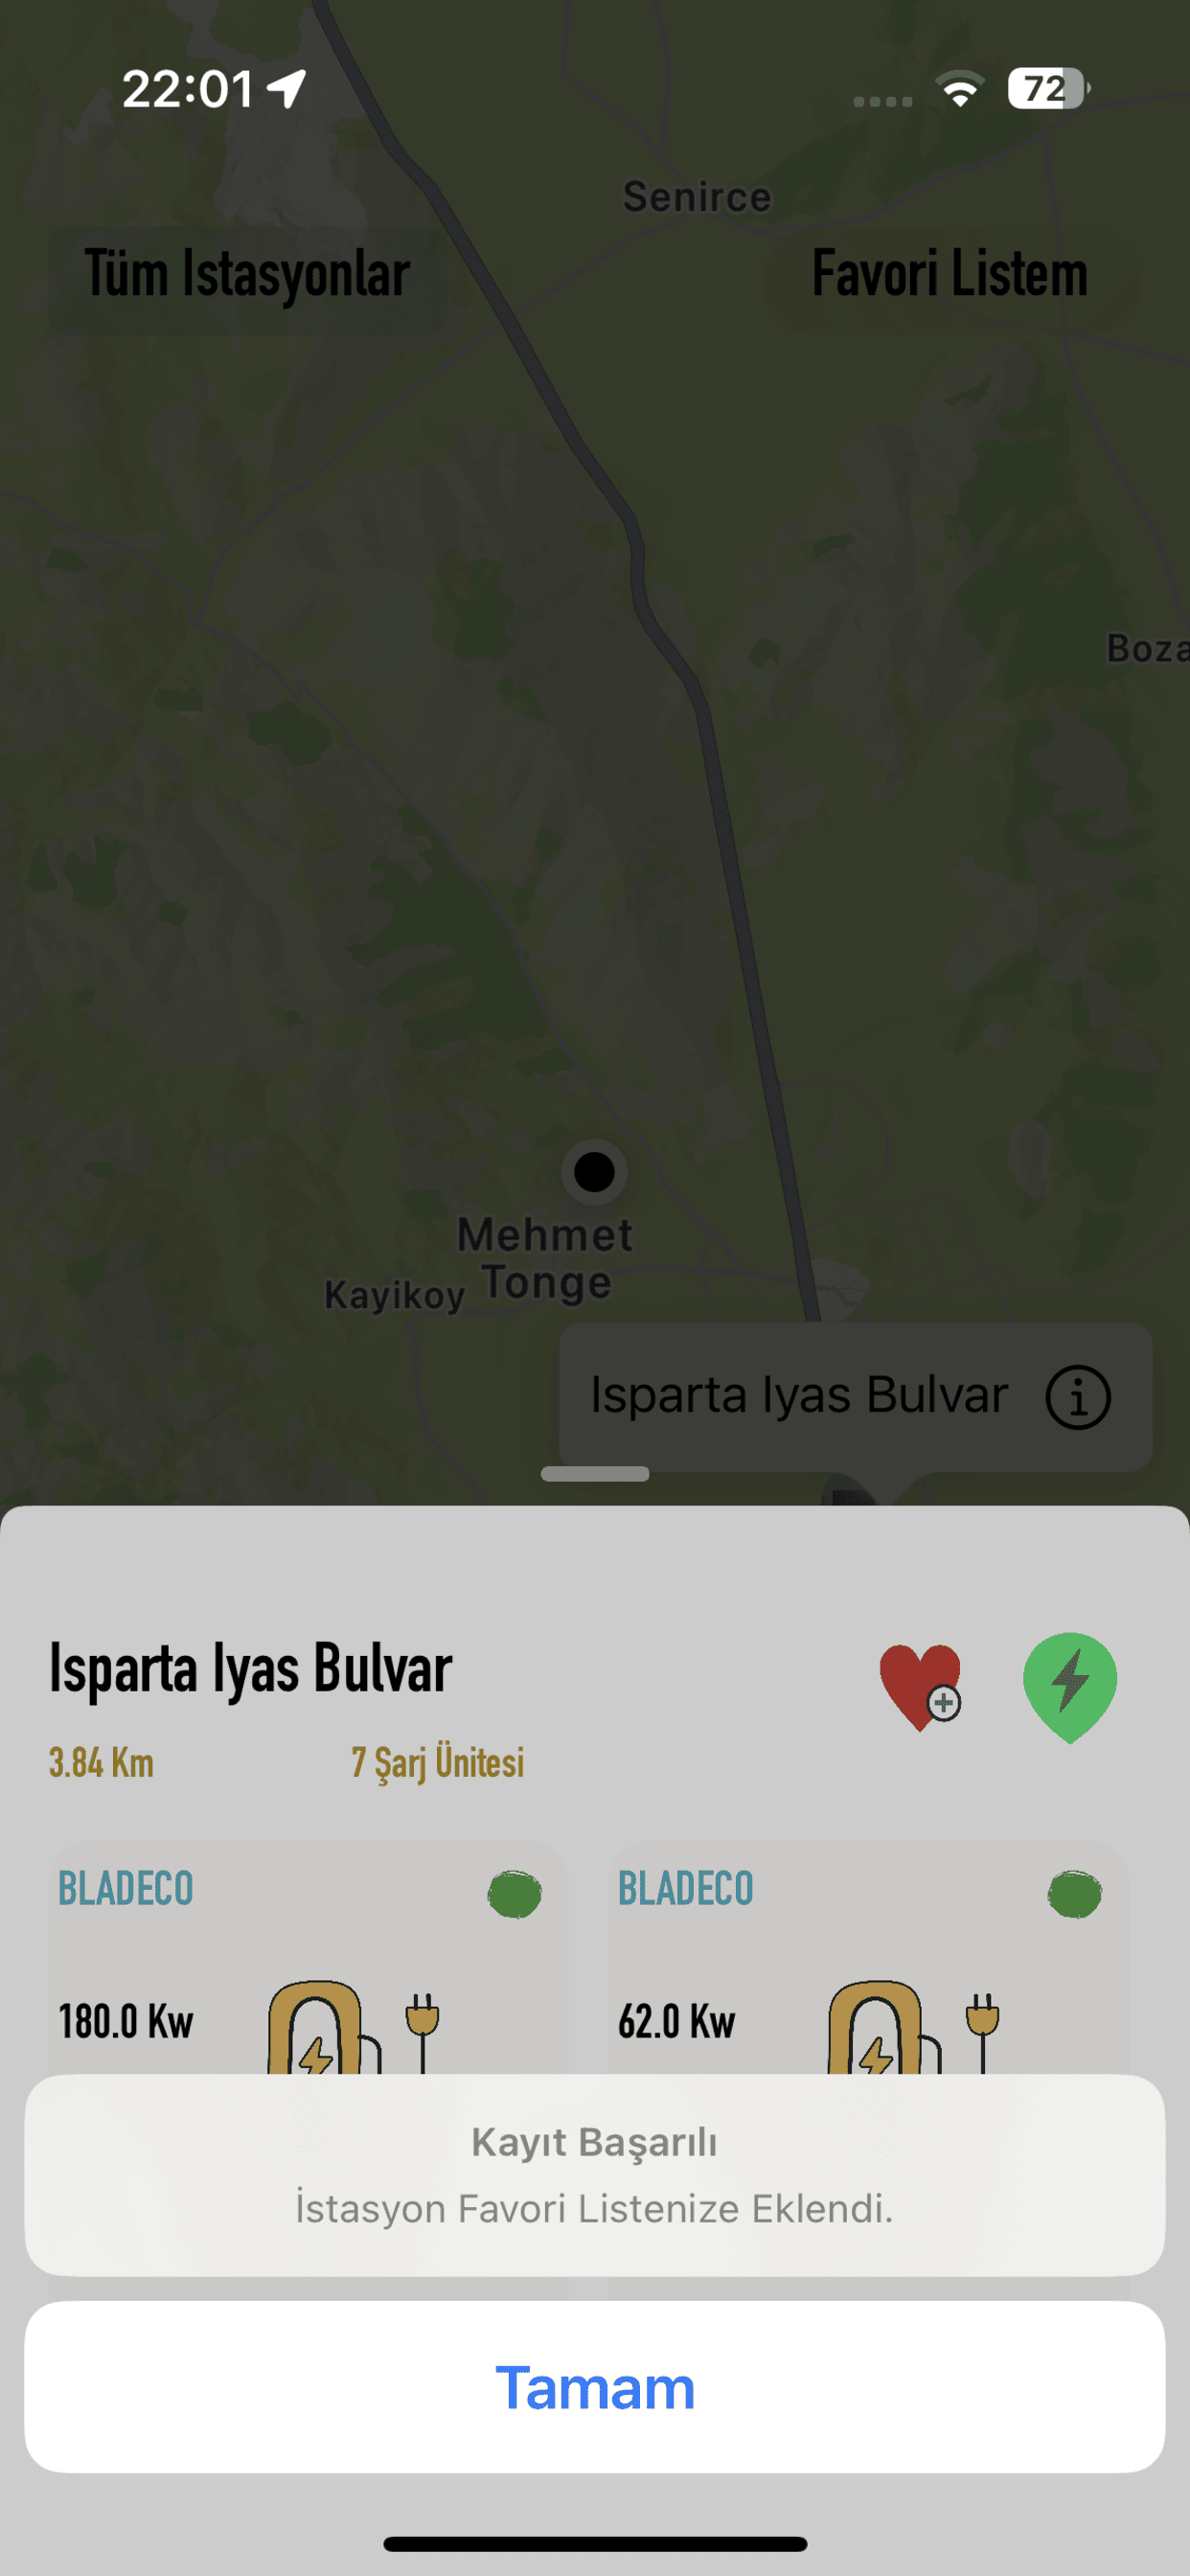 22:01
72
Senirce
Tüm Istasyonlar
Favori Listem
Boza
Mehmet
Tonge
Kayikoy
Isparta Iyas Bulvar
Isparta Iyas Bulvar
3.84 Km
7 Şarj Ünitesi
BLADECO
BLADECO
180.0 Kw
62.0 Kw
Kayıt Başarılı
İstasyon Favori Listenize Eklendi.
Tamam